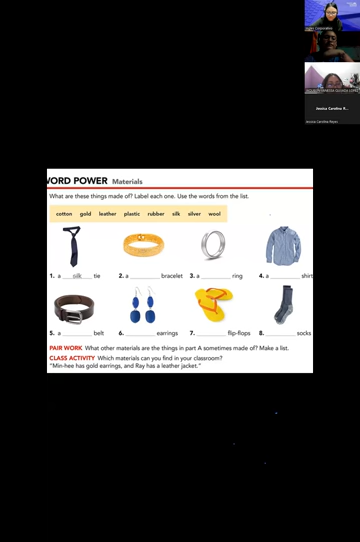 WORD POWER Materials
What are these things made of? Label each one. Use the words from the list.
cotton gold leather plastic rubber silk silver wool
1. a silk tie
2. a bracelet
3. a ring
4. a shirt
5. a belt
6. earrings
7. flip-flops
8. socks
PAIR WORK What other materials are the things in part A sometimes made of? Make a list.
CLASS ACTIVITY Which materials can you find in your classroom?
"Min-hee has gold earrings, and Ray has a leather jacket."
Jessica Carolina R...
Jessica Carolina Reyes